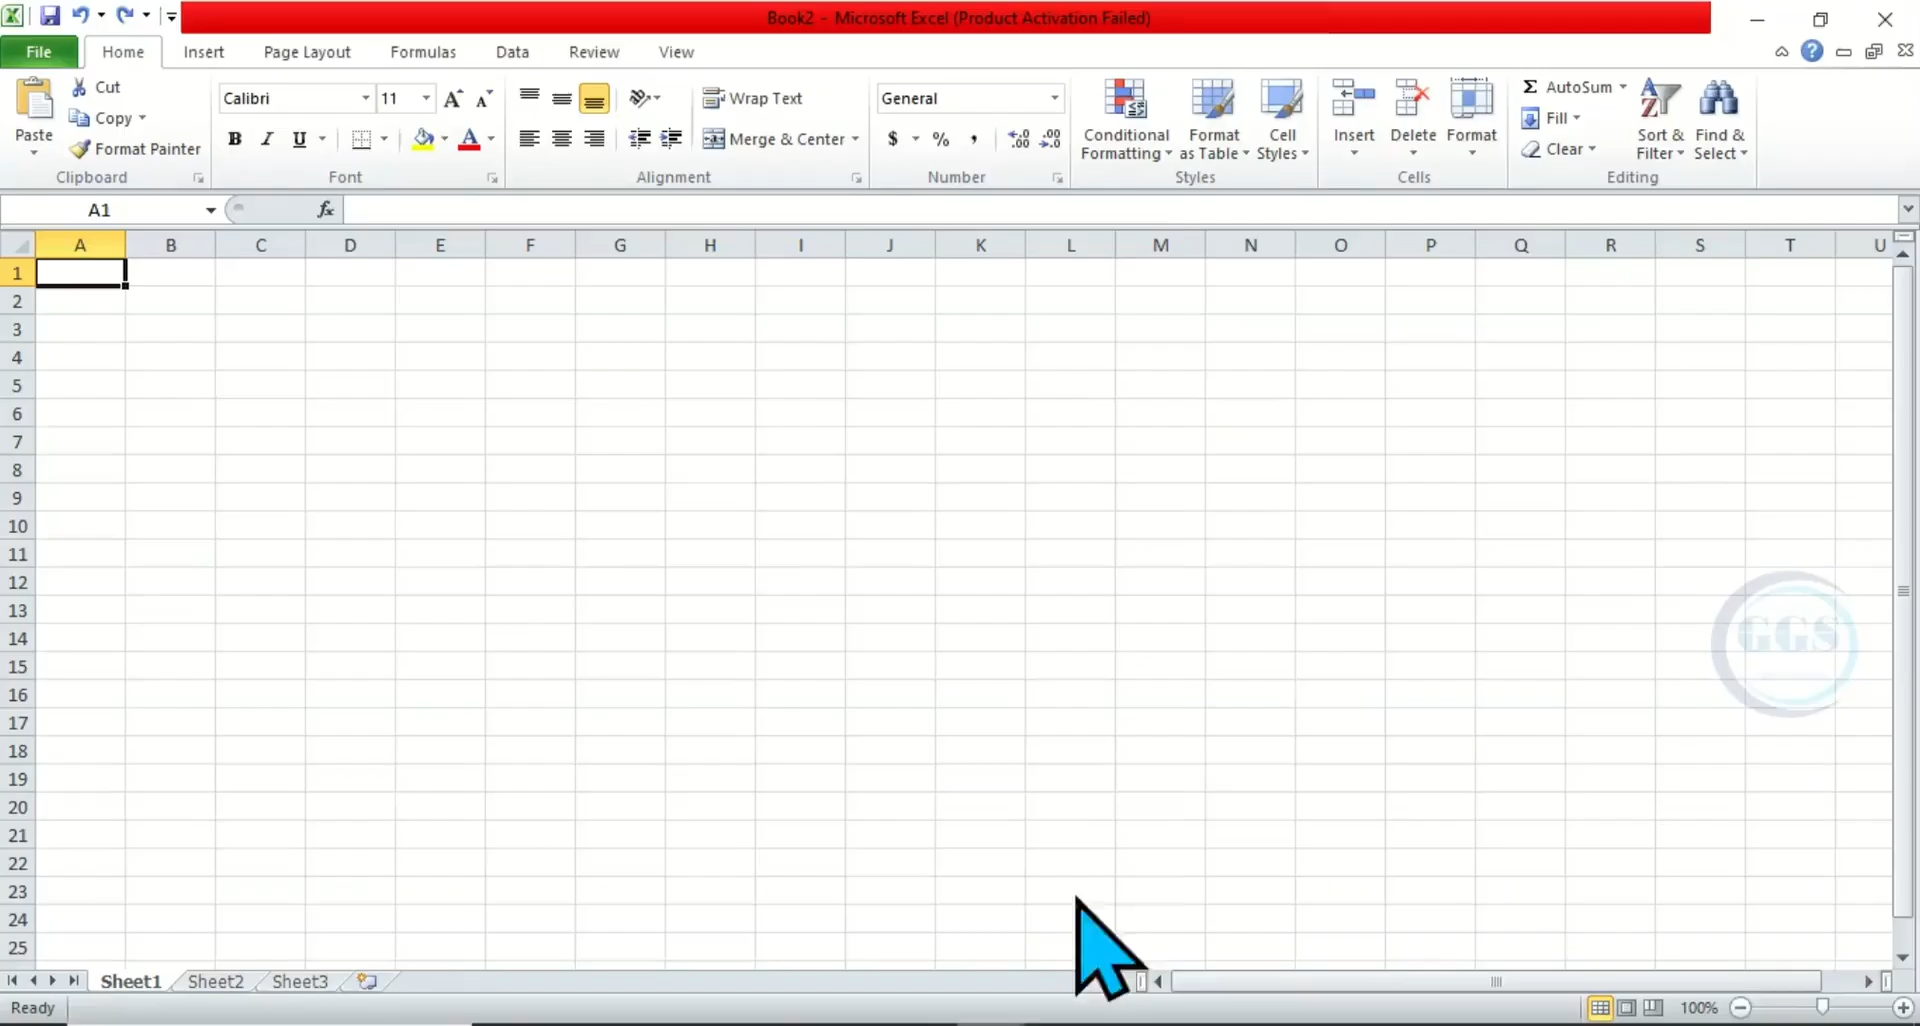 Book2 - Microsoft Excel (Product Activation Failed)
File Home Insert Page Layout Formulas Data Review View
Paste
Cut
Copy
Format Painter
Clipboard
Calibri 11
B I U
Font
Wrap Text
Merge & Center
Alignment
General
$ % ,
Number
Conditional Formatting
Format as Table
Cell Styles
Styles
Insert Delete Format
Cells
Σ AutoSum
Fill
Clear
Sort & Filter
Find & Select
Editing
A1 fx
A B C D E F G H I J K L M N O P Q R S T U
1
2
3
4
5
6
7
8
9
10
11
12
13
14
15
16
17
18
19
20
21
22
23
24
25
GGS
Sheet1 Sheet2 Sheet3
Ready 100%